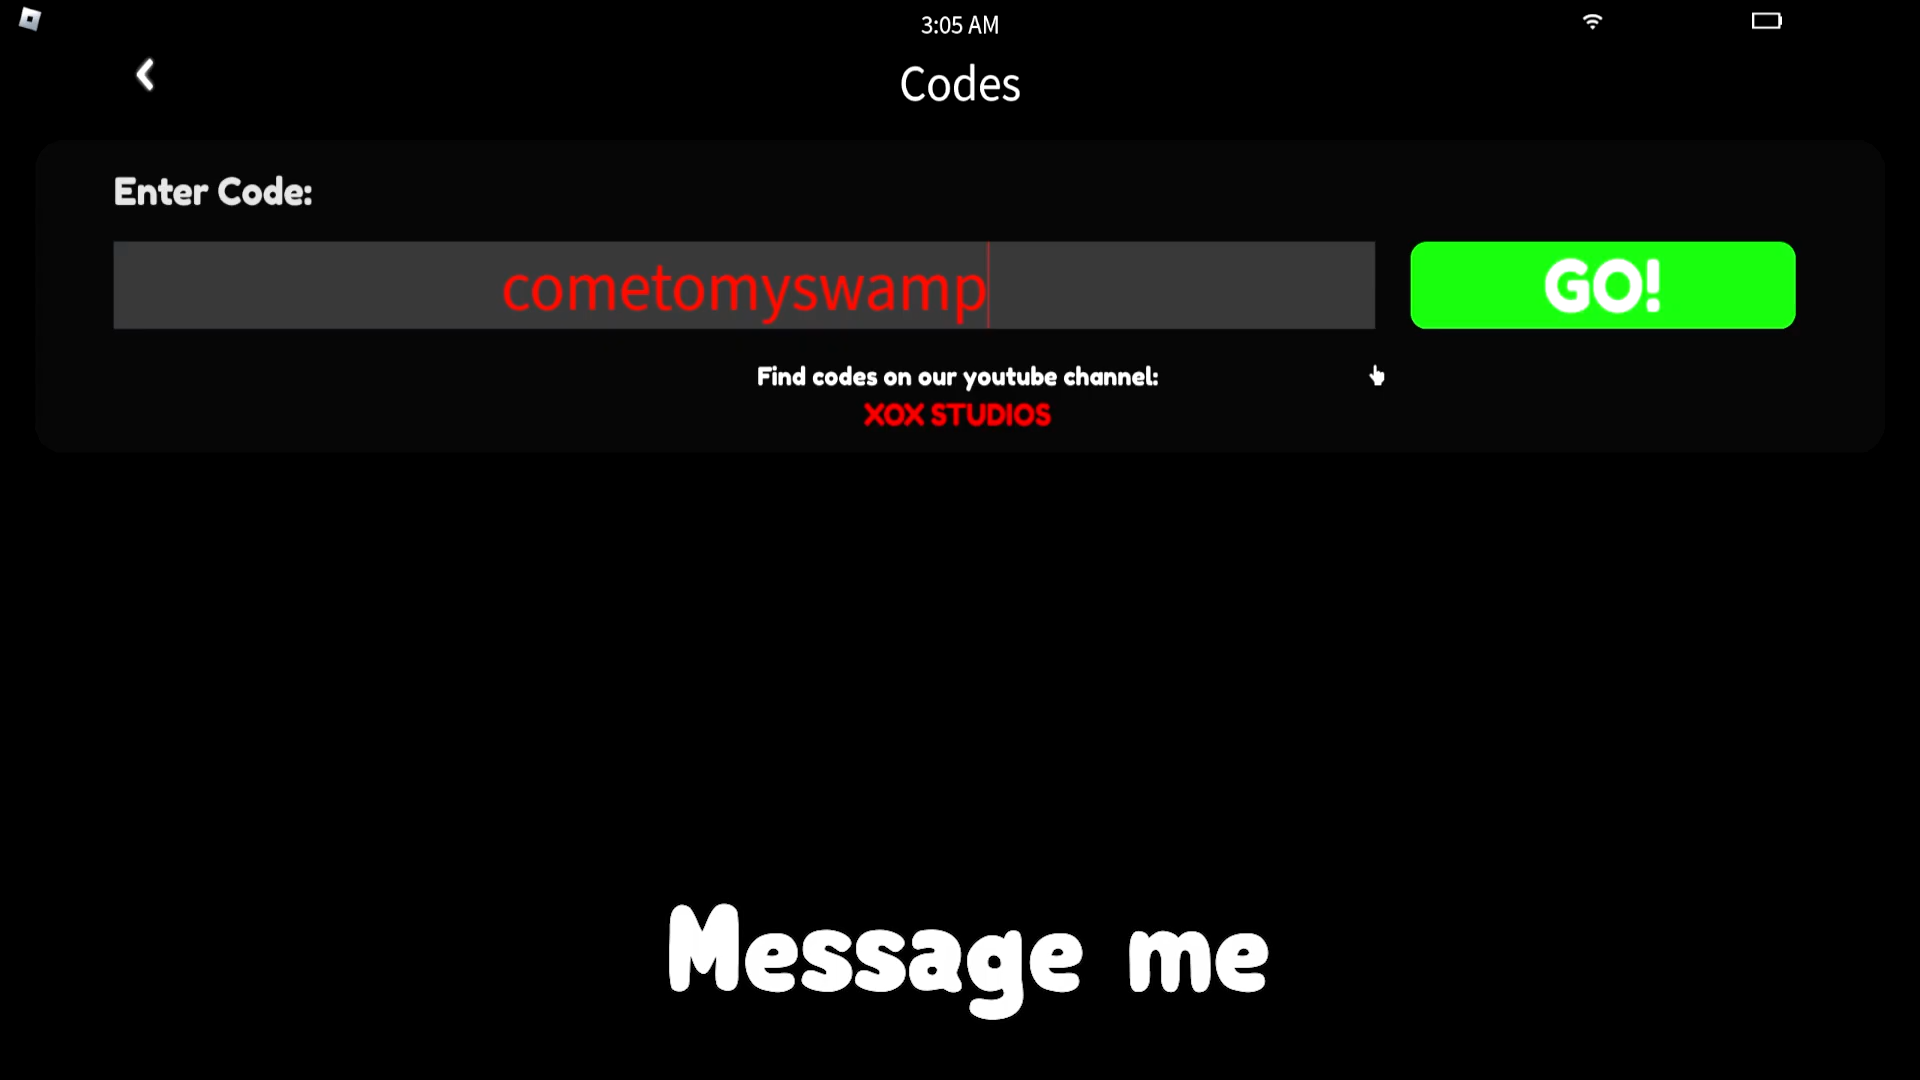 3:05 AM
Codes
Enter Code:
cometomyswamp
GO!
Find codes on our youtube channel:
XOX STUDIOS
Message me